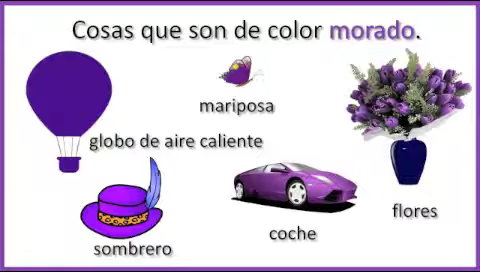 Cosas que son de color morado.
mariposa
globo de aire caliente
flores
coche
sombrero